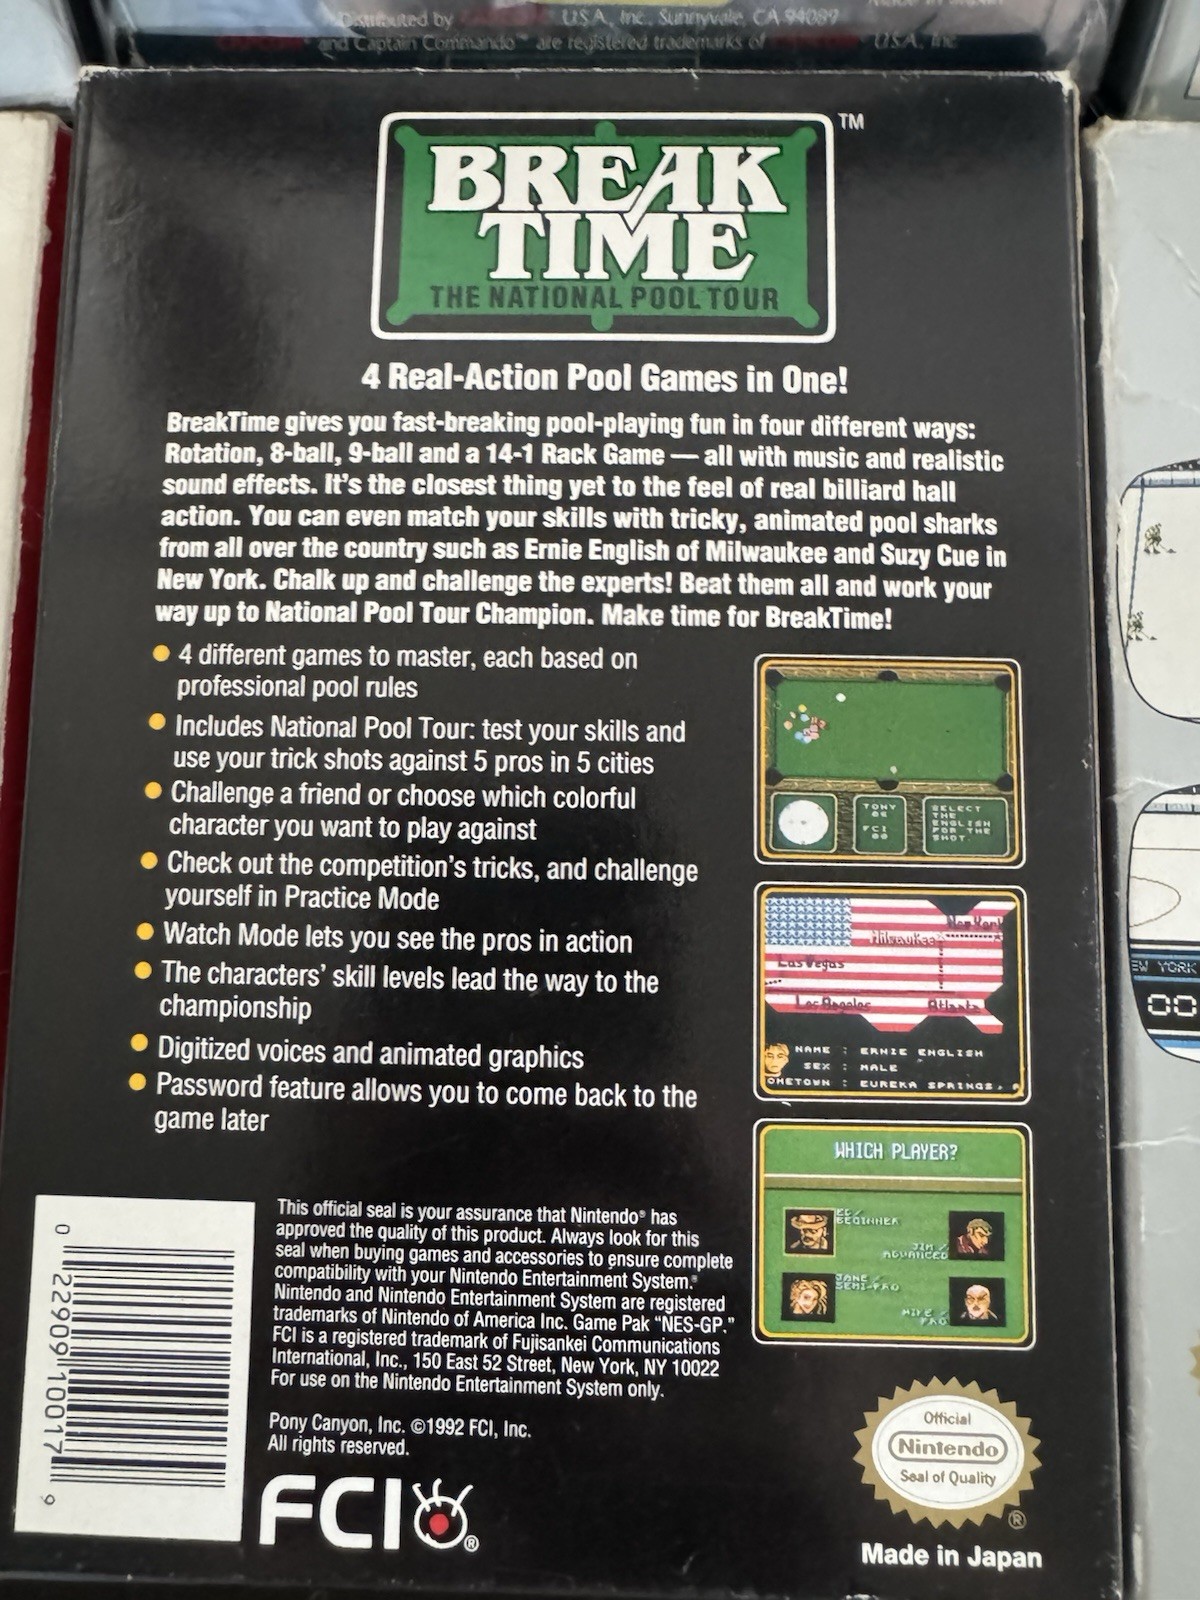 Distributed by CAPCOM U.S.A., Inc., Sunnyvale, CA 94089
and Captain Commando™ are registered trademarks of U.S.A., Inc
BREAK
TIME
™
THE NATIONAL POOL TOUR
4 Real-Action Pool Games in One!
BreakTime gives you fast-breaking pool-playing fun in four different ways:
Rotation, 8-ball, 9-ball and a 14-1 Rack Game — all with music and realistic
sound effects. It's the closest thing yet to the feel of real billiard hall
action. You can even match your skills with tricky, animated pool sharks
from all over the country such as Ernie English of Milwaukee and Suzy Cue in
New York. Chalk up and challenge the experts! Beat them all and work your
way up to National Pool Tour Champion. Make time for BreakTime!
• 4 different games to master, each based on
professional pool rules
• Includes National Pool Tour: test your skills and
use your trick shots against 5 pros in 5 cities
• Challenge a friend or choose which colorful
character you want to play against
• Check out the competition's tricks, and challenge
yourself in Practice Mode
• Watch Mode lets you see the pros in action
• The characters' skill levels lead the way to the
championship
• Digitized voices and animated graphics
• Password feature allows you to come back to the
game later
TONY
FCI
00
SELECT
THE
ENGLISH
FOR THE
SHOT.
New York
Milwaukee
Las Vegas
Los Angeles
Atlanta
NAME : ERNIE ENGLISH
SEX : MALE
OMETOWN : EUREKA SPRINGS, A
WHICH PLAYER?
ED/
BEGINNER
JIM/
ADVANCED
JANE/
SEMI-PRO
MIKE/
PRO
EW YORK
00
This official seal is your assurance that Nintendo® has
approved the quality of this product. Always look for this
seal when buying games and accessories to ensure complete
compatibility with your Nintendo Entertainment System.®
Nintendo and Nintendo Entertainment System are registered
trademarks of Nintendo of America Inc. Game Pak "NES-GP."
FCI is a registered trademark of Fujisankei Communications
International, Inc., 150 East 52 Street, New York, NY 10022
For use on the Nintendo Entertainment System only.
Pony Canyon, Inc. ©1992 FCI, Inc.
All rights reserved.
0 22909 10017 9
FCI®
Official
Nintendo
Seal of Quality
®
Made in Japan